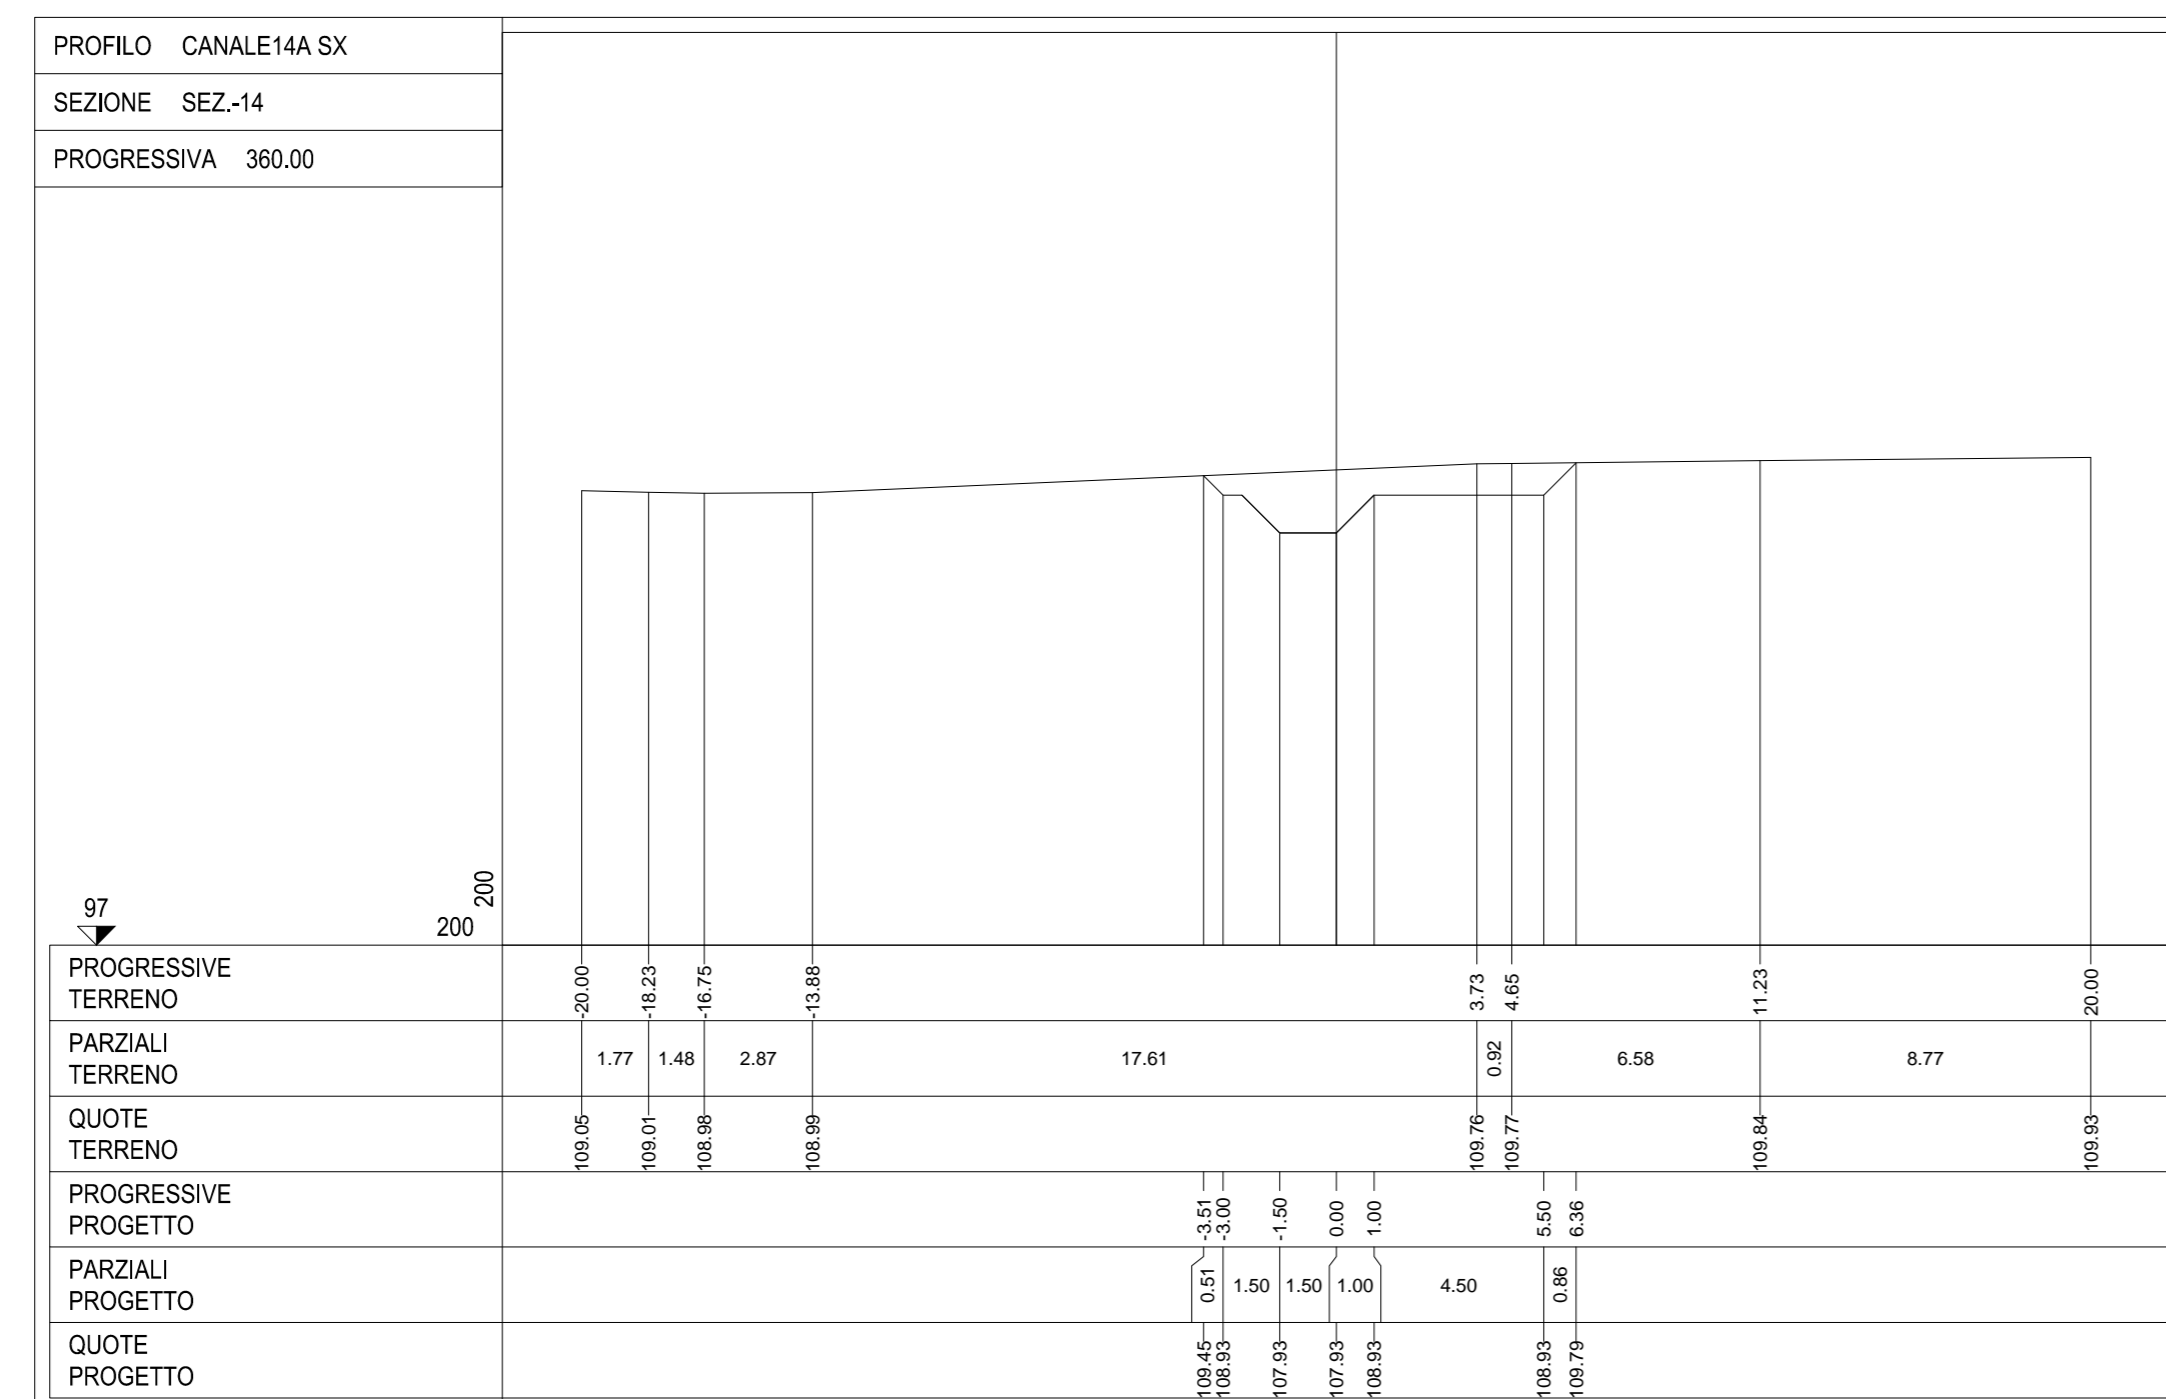 PROFILO CANALE14A SX
SEZIONE SEZ.-14
PROGRESSIVA 360.00
200
97
200
PROGRESSIVE
TERRENO
-20.00 -18.23 -16.75 -13.88 3.73 4.65 11.23 20.00
PARZIALI
TERRENO
1.77 1.48 2.87 17.61 0.92 6.58 8.77
QUOTE
TERRENO
109.05 109.01 108.98 108.99 109.76 109.77 109.84 109.93
PROGRESSIVE
PROGETTO
-3.51 -3.00 -1.50 0.00 1.00 5.50 6.36
PARZIALI
PROGETTO
0.51 1.50 1.50 1.00 4.50 0.86
QUOTE
PROGETTO
109.45 108.93 107.93 107.93 108.93 108.93 109.79